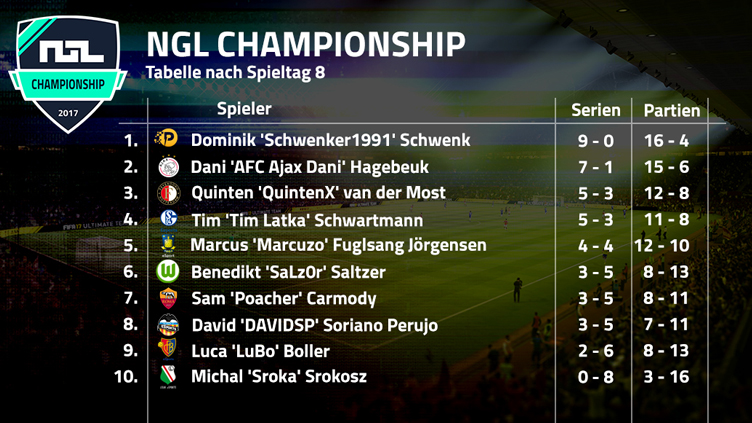 NGL
CHAMPIONSHIP
2017
NGL CHAMPIONSHIP
Tabelle nach Spieltag 8
Spieler Serien Partien
1. Dominik 'Schwenker1991' Schwenk 9 - 0 16 - 4
2. Dani 'AFC Ajax Dani' Hagebeuk 7 - 1 15 - 6
3. Quinten 'QuintenX' van der Most 5 - 3 12 - 8
4. Tim 'Tim Latka' Schwartmann 5 - 3 11 - 8
5. Marcus 'Marcuzo' Fuglsang Jörgensen 4 - 4 12 - 10
6. Benedikt 'SaLz0r' Saltzer 3 - 5 8 - 13
7. Sam 'Poacher' Carmody 3 - 5 8 - 11
8. David 'DAVIDSP' Soriano Perujo 3 - 5 7 - 11
9. Luca 'LuBo' Boller 2 - 6 8 - 13
10. Michal 'Sroka' Srokosz 0 - 8 3 - 16